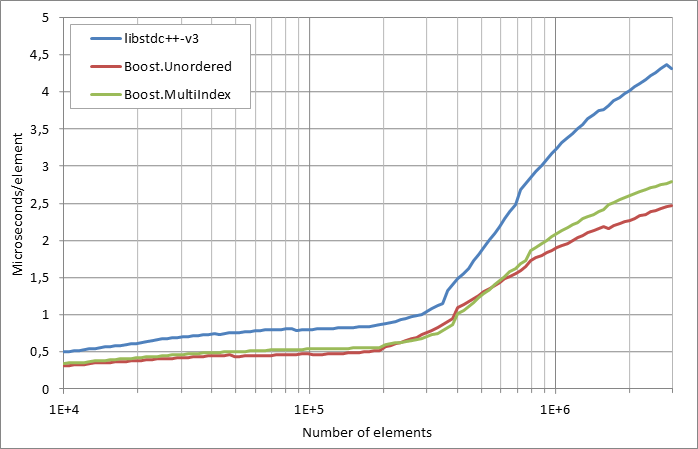 5
4,5
4
3,5
3
2,5
2
1,5
1
0,5
0
Microseconds/element
libstdc++-v3
Boost.Unordered
Boost.MultiIndex
1E+4
1E+5
1E+6
Number of elements